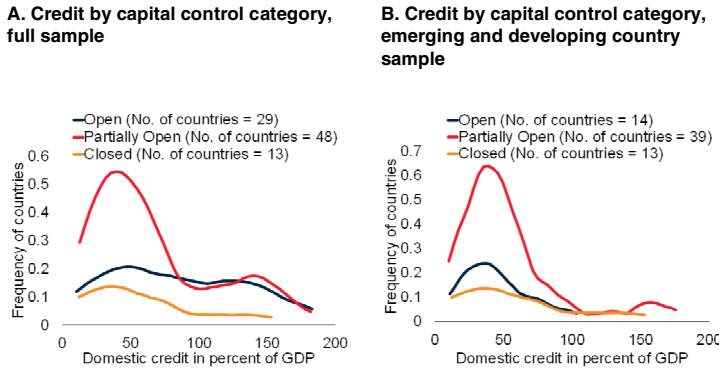 A. Credit by capital control category,
full sample
Open (No. of countries = 29)
Partially Open (No. of countries = 48)
Closed (No. of countries = 13)
Frequency of countries
0.6
0.5
0.4
0.3
0.2
0.1
0
0 50 100 150 200
Domestic credit in percent of GDP
B. Credit by capital control category,
emerging and developing country
sample
Open (No. of countries = 14)
Partially Open (No. of countries = 39)
Closed (No. of countries = 13)
Frequency of countries
0.7
0.6
0.5
0.4
0.3
0.2
0.1
0
0 50 100 150 200
Domestic credit in percent of GDP